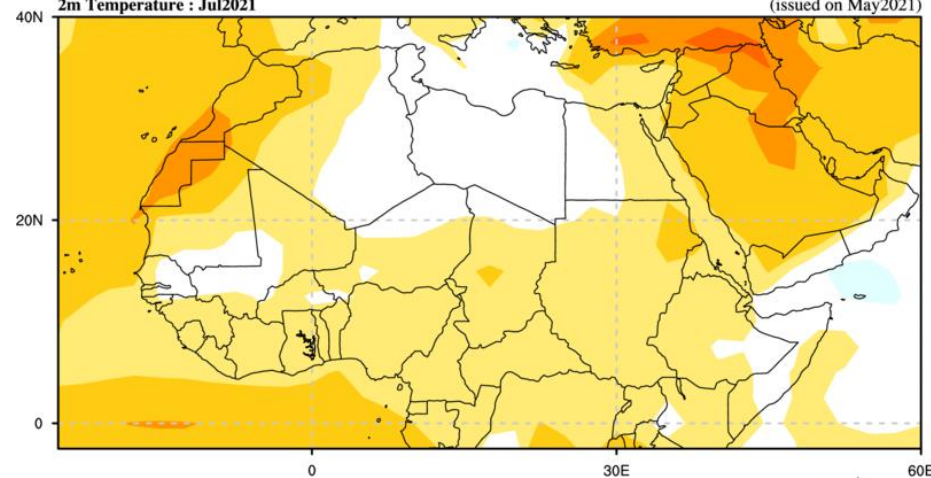 2m Temperature : Jul2021
(issued on May2021)
40N
20N
0
0
30E
60E